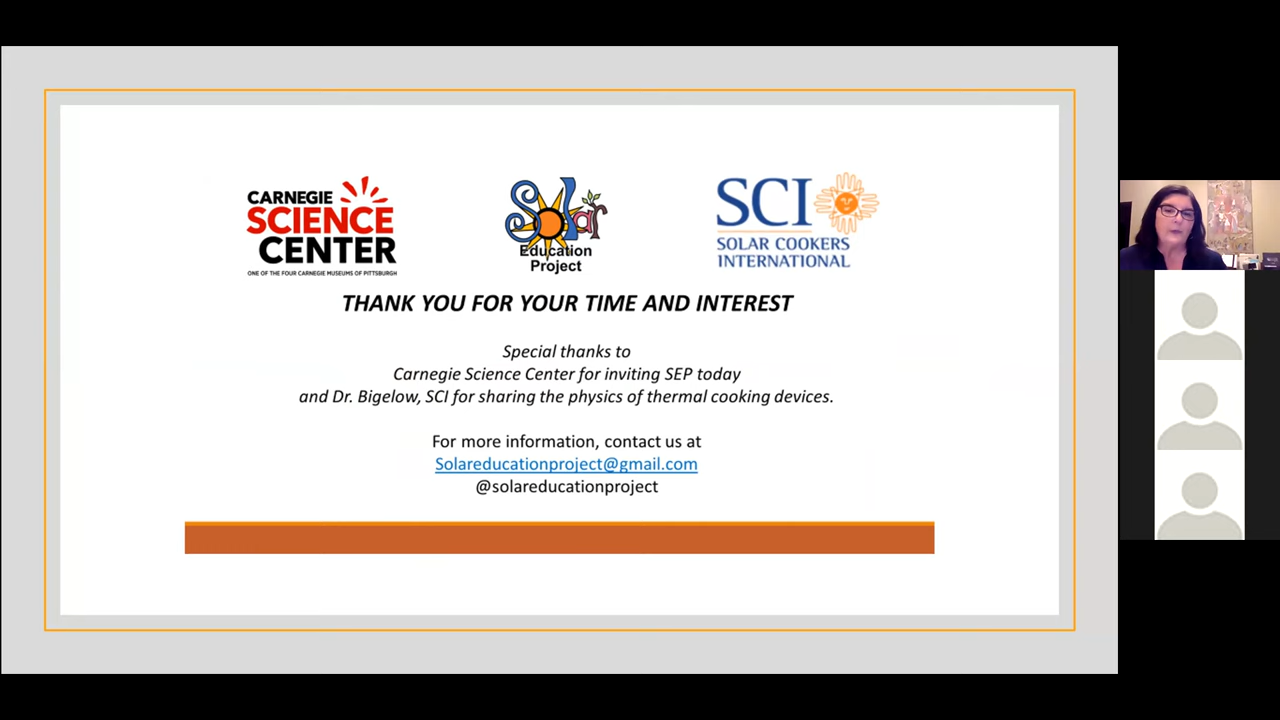 CARNEGIE
SCIENCE
CENTER
ONE OF THE FOUR CARNEGIE MUSEUMS OF PITTSBURGH
Solar
Education
Project
SCI
SOLAR COOKERS
INTERNATIONAL
THANK YOU FOR YOUR TIME AND INTEREST
Special thanks to
Carnegie Science Center for inviting SEP today
and Dr. Bigelow, SCI for sharing the physics of thermal cooking devices.
For more information, contact us at
Solareducationproject@gmail.com
@solareducationproject